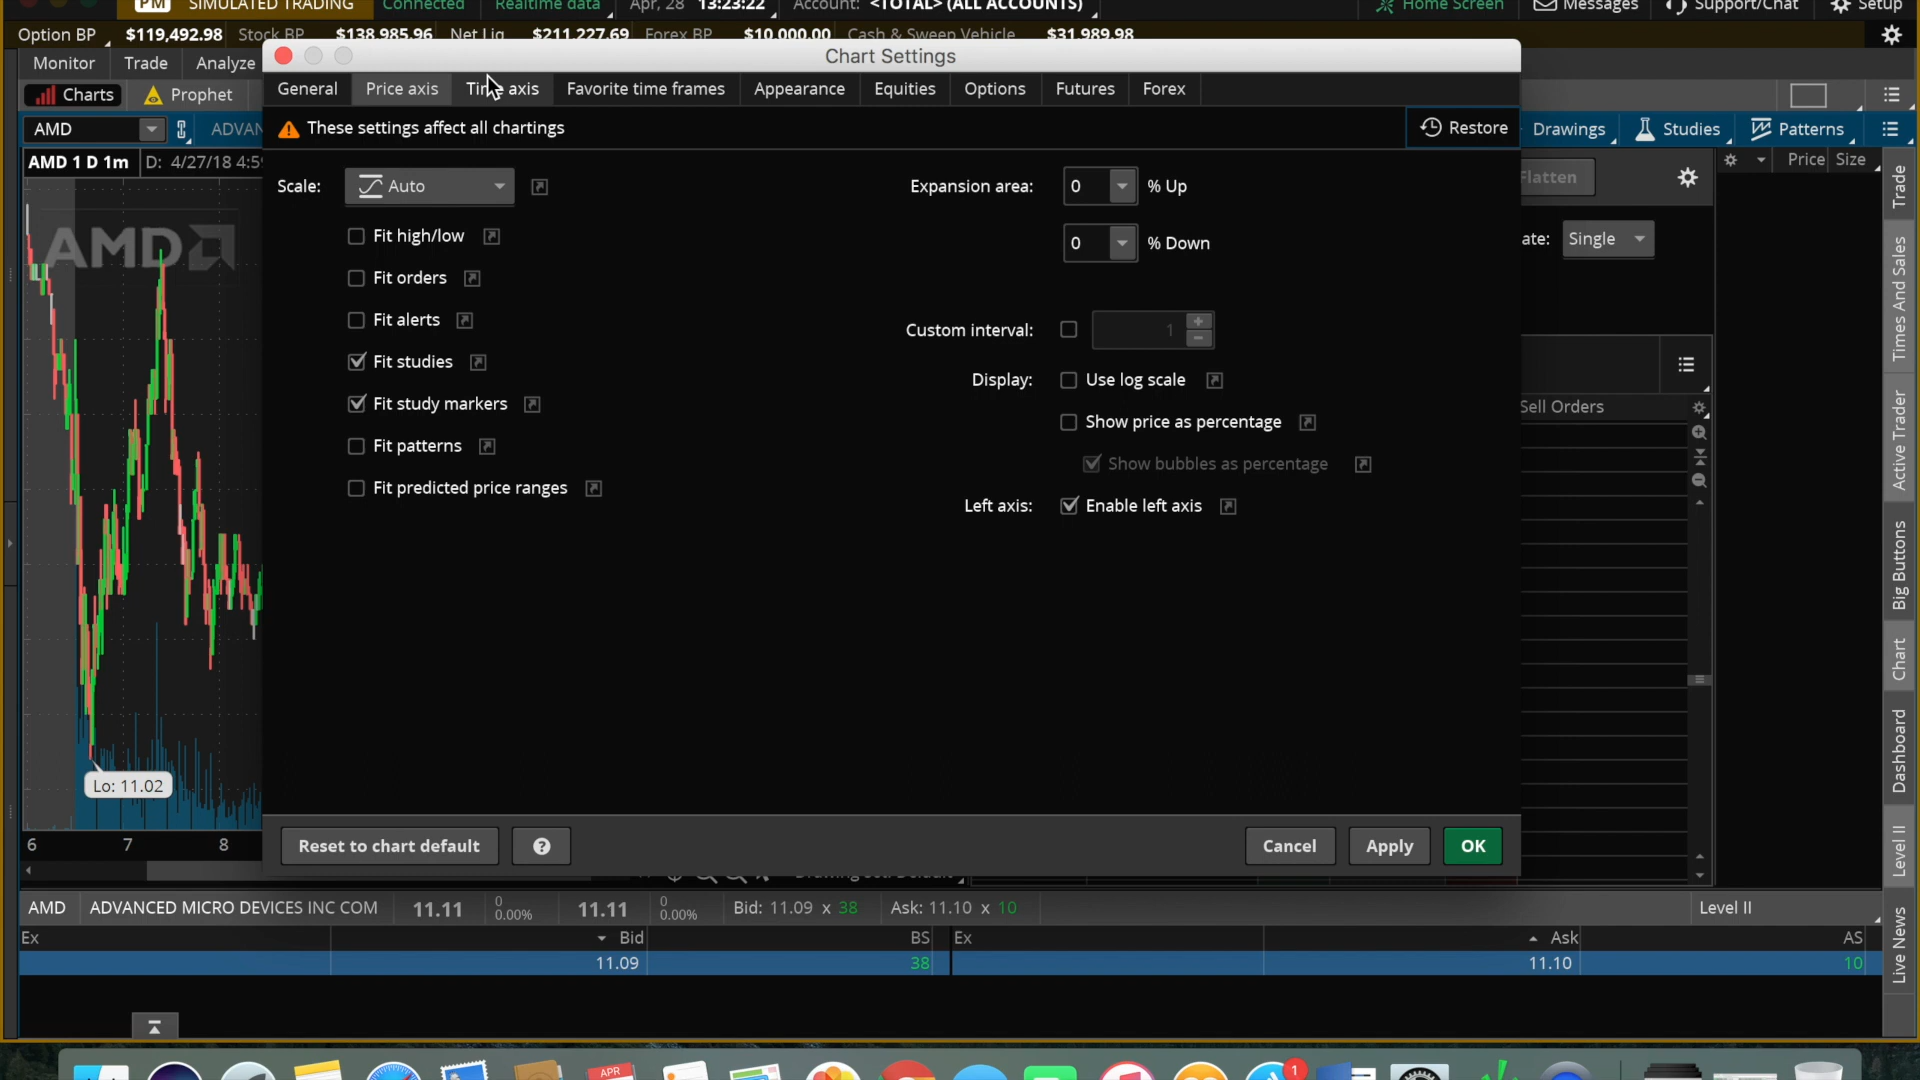 PM SIMULATED TRADING Connected Realtime data Apr, 28 13:23:22 Account: <TOTAL> (ALL ACCOUNTS) Home Screen Messages Support/Chat Setup
Option BP $119,492.98 Stock BP $138,985.96 Net Liq $211,227.69 Forex BP $10,000.00 Cash & Sweep Vehicle $31,989.98
Chart Settings
Monitor Trade Analyze
General Price axis Time axis Favorite time frames Appearance Equities Options Futures Forex
Charts Prophet
These settings affect all chartings Restore
AMD ADVAN Drawings Studies Patterns
AMD 1 D 1m D: 4/27/18 4:59 Price Size
Scale: Auto Expansion area: 0 % Up
Flatten
Fit high/low 0 % Down
ate: Single
AMD
Fit orders
Fit alerts Custom interval: 1
Fit studies Display: Use log scale
Fit study markers Show price as percentage
Sell Orders
Fit patterns Show bubbles as percentage
Fit predicted price ranges Left axis: Enable left axis
Lo: 11.02
6 7 8
Reset to chart default ? Cancel Apply OK
AMD ADVANCED MICRO DEVICES INC COM 11.11 0 0.00% 11.11 0 0.00% Bid: 11.09 x 38 Ask: 11.10 x 10 Level II
Ex Bid BS Ex Ask AS
11.09 38 11.10 10
Trade
Times And Sales
Active Trader
Big Buttons
Chart
Dashboard
Level II
Live News
APR 1